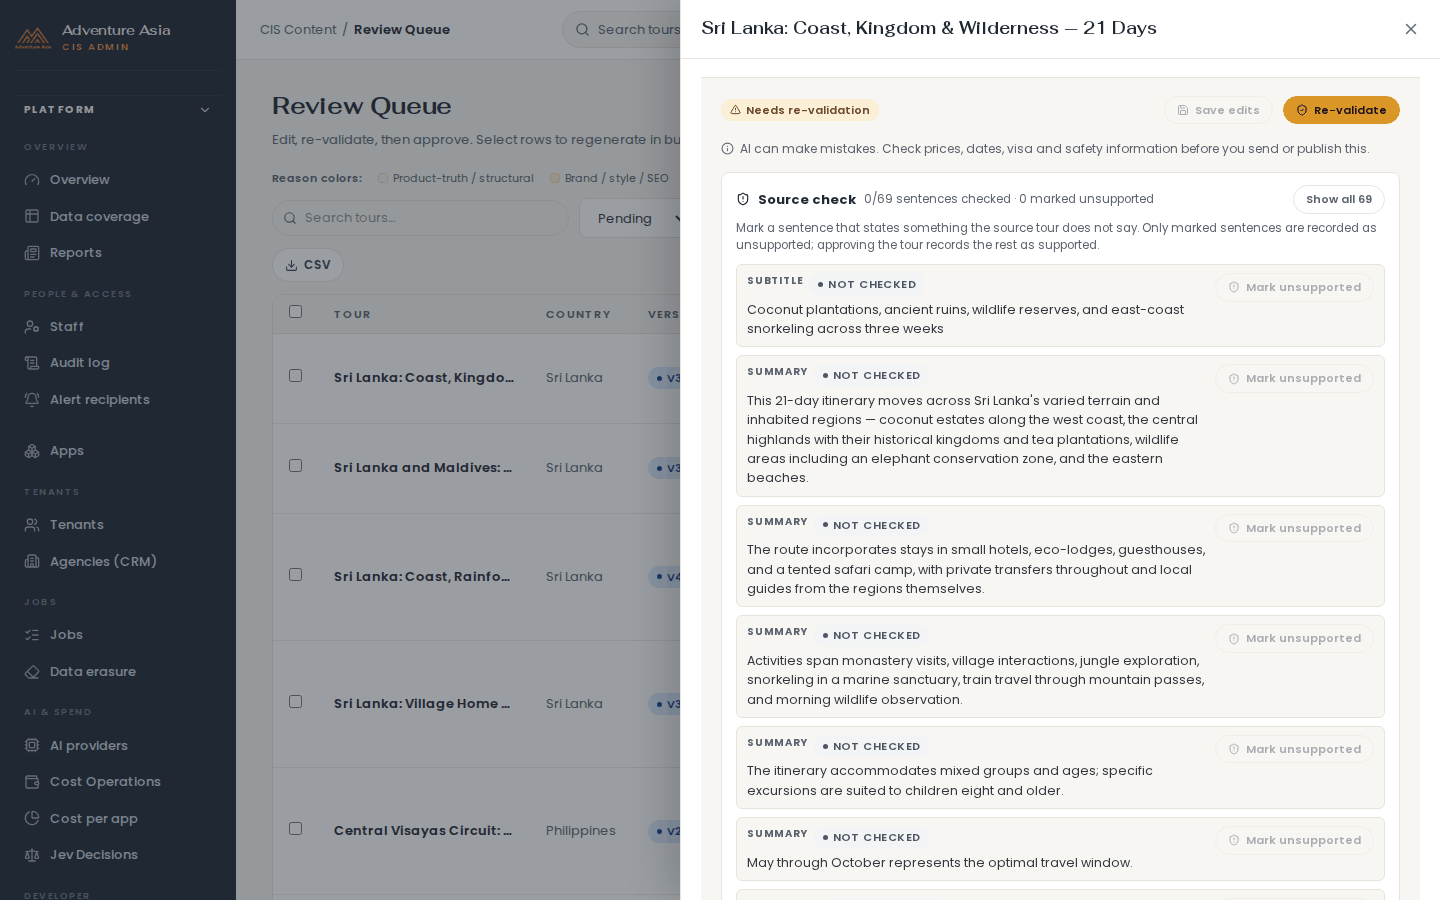 Adventure Asia
CIS ADMIN
PLATFORM
OVERVIEW
Overview
Data coverage
Reports
PEOPLE & ACCESS
Staff
Audit log
Alert recipients
Apps
TENANTS
Tenants
Agencies (CRM)
JOBS
Jobs
Data erasure
AI & SPEND
AI providers
Cost Operations
Cost per app
Jev Decisions
DEVELOPER
CIS Content / Review Queue
Search tours
Review Queue
Edit, re-validate, then approve. Select rows to regenerate in bu
Reason colors: Product-truth / structural Brand / style / SEO
Search tours... Pending
CSV
TOUR COUNTRY VERS
Sri Lanka: Coast, Kingdo... Sri Lanka V3
Sri Lanka and Maldives: ... Sri Lanka V3
Sri Lanka: Coast, Rainfo... Sri Lanka V4
Sri Lanka: Village Home ... Sri Lanka V3
Central Visayas Circuit: ... Philippines V2
Sri Lanka: Coast, Kingdom & Wilderness — 21 Days
Needs re-validation Save edits Re-validate
AI can make mistakes. Check prices, dates, visa and safety information before you send or publish this.
Source check 0/69 sentences checked · 0 marked unsupported Show all 69
Mark a sentence that states something the source tour does not say. Only marked sentences are recorded as
unsupported; approving the tour records the rest as supported.
SUBTITLE NOT CHECKED Mark unsupported
Coconut plantations, ancient ruins, wildlife reserves, and east-coast
snorkeling across three weeks
SUMMARY NOT CHECKED Mark unsupported
This 21-day itinerary moves across Sri Lanka's varied terrain and
inhabited regions — coconut estates along the west coast, the central
highlands with their historical kingdoms and tea plantations, wildlife
areas including an elephant conservation zone, and the eastern
beaches.
SUMMARY NOT CHECKED Mark unsupported
The route incorporates stays in small hotels, eco-lodges, guesthouses,
and a tented safari camp, with private transfers throughout and local
guides from the regions themselves.
SUMMARY NOT CHECKED Mark unsupported
Activities span monastery visits, village interactions, jungle exploration,
snorkeling in a marine sanctuary, train travel through mountain passes,
and morning wildlife observation.
SUMMARY NOT CHECKED Mark unsupported
The itinerary accommodates mixed groups and ages; specific
excursions are suited to children eight and older.
SUMMARY NOT CHECKED Mark unsupported
May through October represents the optimal travel window.